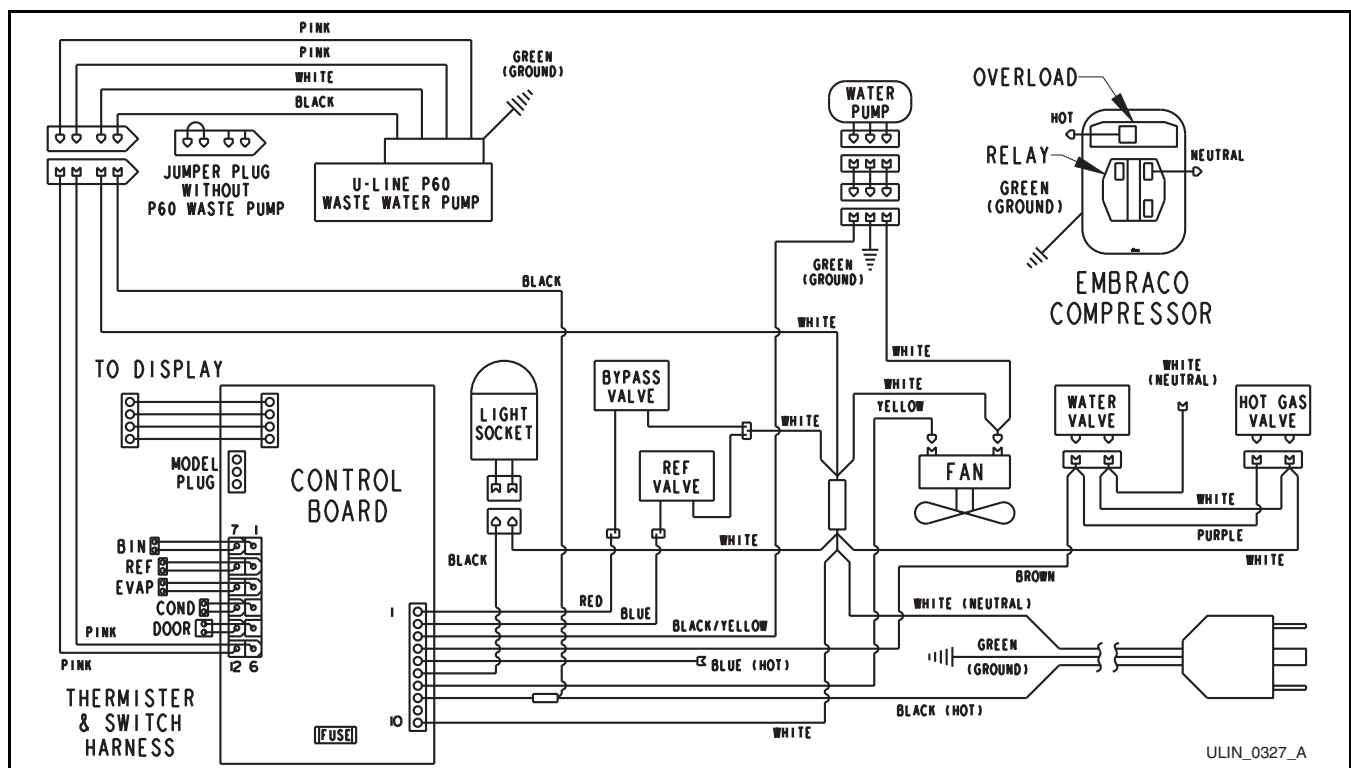 PINK
PINK
WHITE
BLACK
GREEN
(GROUND)
JUMPER PLUG
WITHOUT
P60 WASTE PUMP
U-LINE P60
WASTE WATER PUMP
WATER
PUMP
GREEN
(GROUND)
OVERLOAD
HOT
RELAY
NEUTRAL
GREEN
(GROUND)
EMBRACO
COMPRESSOR
BLACK
WHITE
WHITE
TO DISPLAY
MODEL
PLUG
CONTROL
BOARD
LIGHT
SOCKET
BYPASS
VALVE
REF
VALVE
WHITE
WHITE
YELLOW
FAN
WATER
VALVE
WHITE
(NEUTRAL)
HOT GAS
VALVE
WHITE
PURPLE
WHITE
BROWN
7 1
BIN
REF
EVAP
COND
DOOR
PINK
PINK
12 6
THERMISTER
& SWITCH
HARNESS
FUSE
1
10
BLACK
WHITE
RED
BLUE
BLACK/YELLOW
BLUE (HOT)
WHITE
WHITE (NEUTRAL)
GREEN
(GROUND)
BLACK (HOT)
ULIN_0327_A